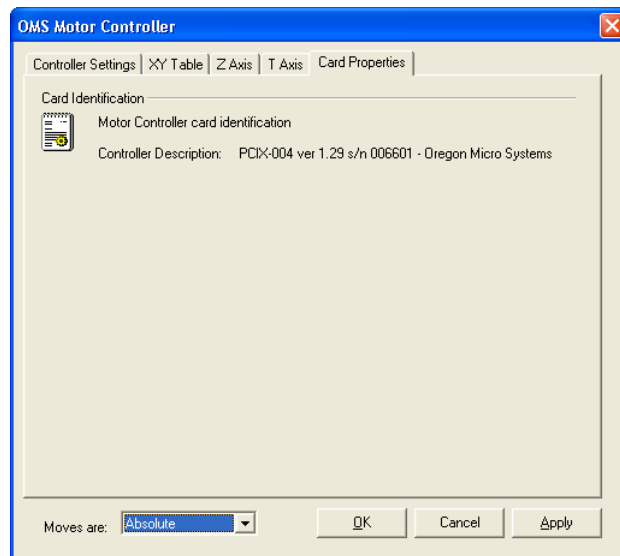 OMS Motor Controller
Controller Settings XY Table Z Axis T Axis Card Properties
Card Identification
Motor Controller card identification
Controller Description: PCIX-004 ver 1.29 s/n 006601 - Oregon Micro Systems
Moves are: Absolute OK Cancel Apply